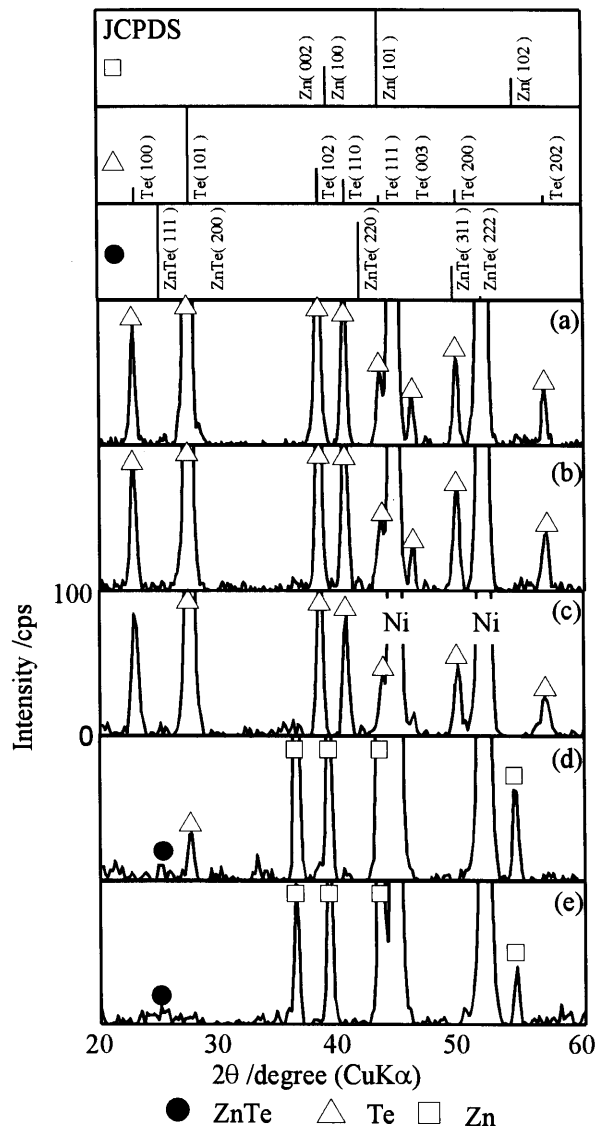 JCPDS
Zn( 002 )
Zn( 100 )
Zn( 101 )
Zn( 102 )
Te( 100 )
Te( 101 )
Te( 102 )
Te( 110 )
Te( 111 )
Te( 003 )
Te( 200 )
Te( 202 )
ZnTe( 111 )
ZnTe( 200 )
ZnTe( 220 )
ZnTe( 311 )
ZnTe( 222 )
(a)
(b)
100
(c)
Ni
Ni
Intensity /cps
0
(d)
(e)
20 30 40 50 60
2θ /degree (CuKα)
ZnTe Te Zn